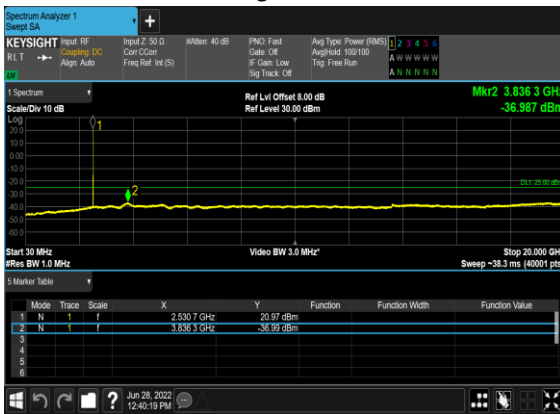 Spectrum Analyzer 1
Swept SA
KEYSIGHT Input: RF Input Z: 50 Ω #Atten: 40 dB PNO: Fast Avg Type: Power (RMS) 1 2 3 4 5 6
RLT Coupling: DC Corr CCorr Gate: Off Avg|Hold: 100/100 A W W W W W
Align: Auto Freq Ref: Int (S) IF Gain: Low Trig: Free Run
Sig Track: Off A N N N N N
1 Spectrum
Ref Lvl Offset 8.00 dB Mkr2 3.836 3 GHz
Scale/Div 10 dB Ref Level 30.00 dBm -36.987 dBm
Log
20.0
10.0
0.00
-10.0
-20.0
-30.0
-40.0
-50.0
-60.0
1
2
DL1 -25.00 dBm
Start 30 MHz Video BW 3.0 MHz* Stop 20.000 GHz
#Res BW 1.0 MHz Sweep ~38.3 ms (40001 pts
5 Marker Table
Mode Trace Scale X Y Function Function Width Function Value
1 N 1 f 2.530 7 GHz 20.97 dBm
2 N 1 f 3.836 3 GHz -36.99 dBm
3
4
5
6
? Jun 28, 2022
12:40:19 PM